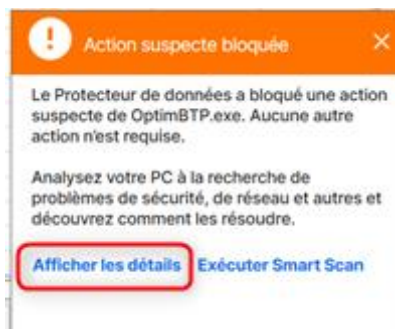 Action suspecte bloquée
Le Protecteur de données a bloqué une action
suspecte de OptimBTP.exe. Aucune autre
action n'est requise.
Analysez votre PC à la recherche de
problèmes de sécurité, de réseau et autres et
découvrez comment les résoudre.
Afficher les détails Exécuter Smart Scan